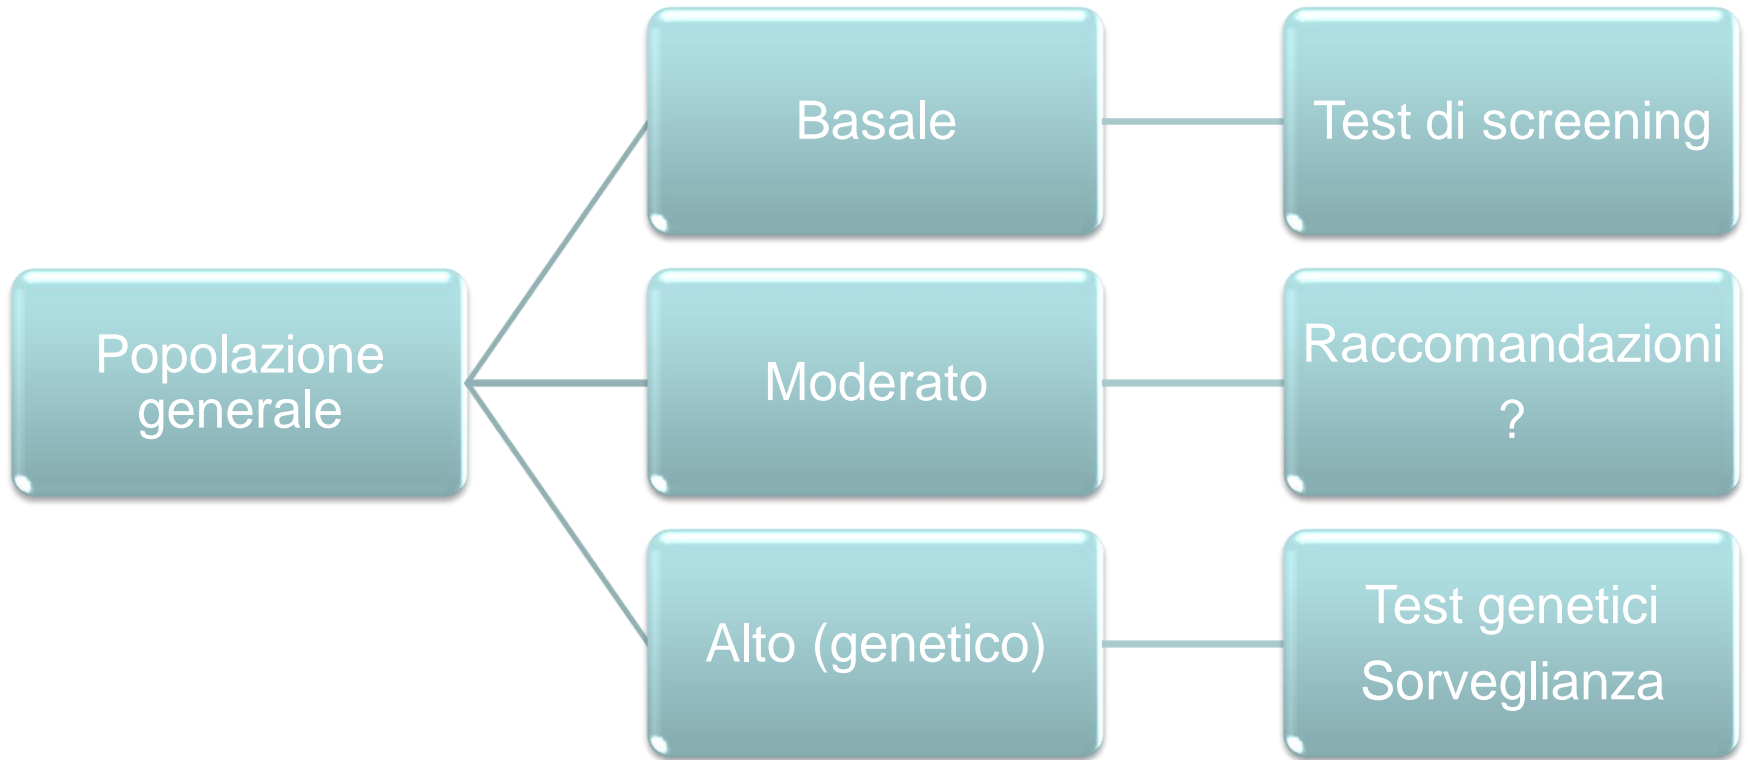 Basale
Test di screening
Popolazione
generale
Moderato
Raccomandazioni
?
Alto (genetico)
Test genetici
Sorveglianza